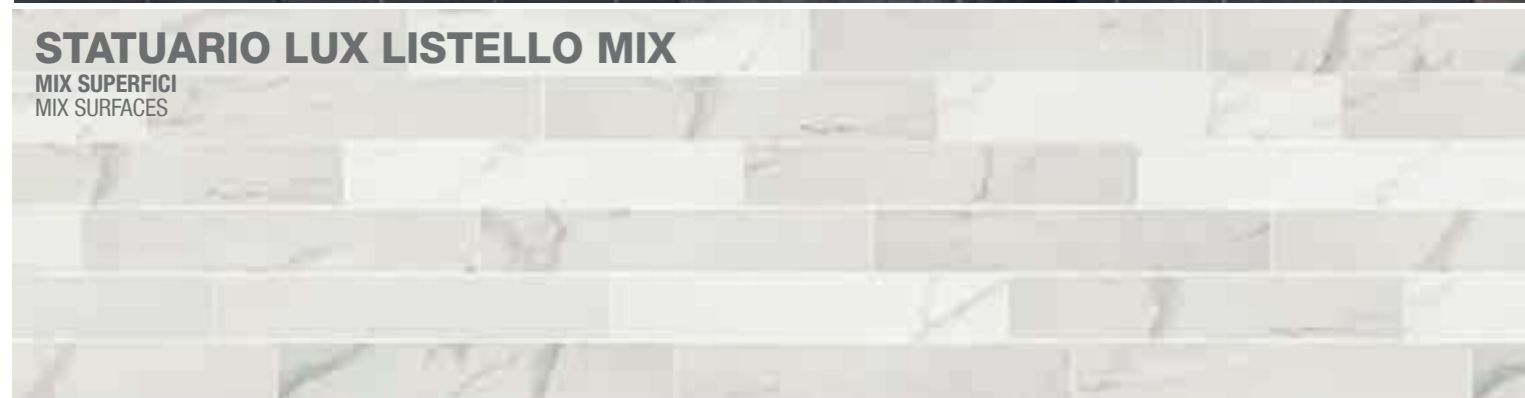 STATUARIO LUX LISTELLO MIX
MIX SUPERFICI
MIX SURFACES